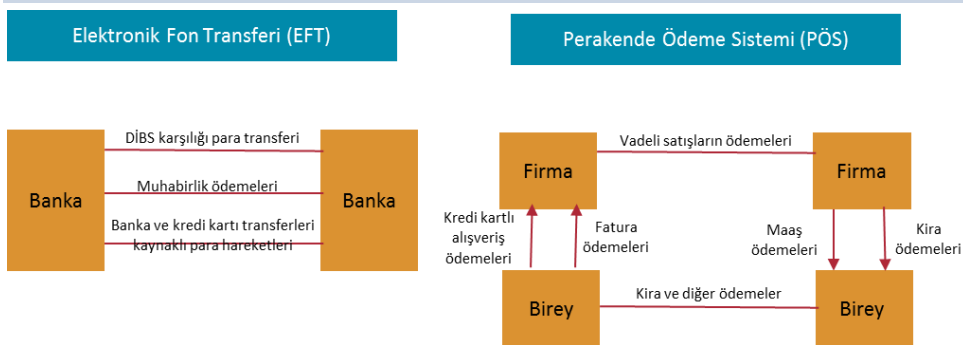 Elektronik Fon Transferi (EFT)
Perakende Ödeme Sistemi (PÖS)
Banka
DİBS karşılığı para transferi
Muhabirlik ödemeleri
Banka ve kredi kartı transferleri
kaynaklı para hareketleri
Banka
Firma
Vadeli satışların ödemeleri
Firma
Kredi kartlı
alışveriş
ödemeleri
Fatura
ödemeleri
Maaş
ödemeleri
Kira
ödemeleri
Birey
Kira ve diğer ödemeler
Birey